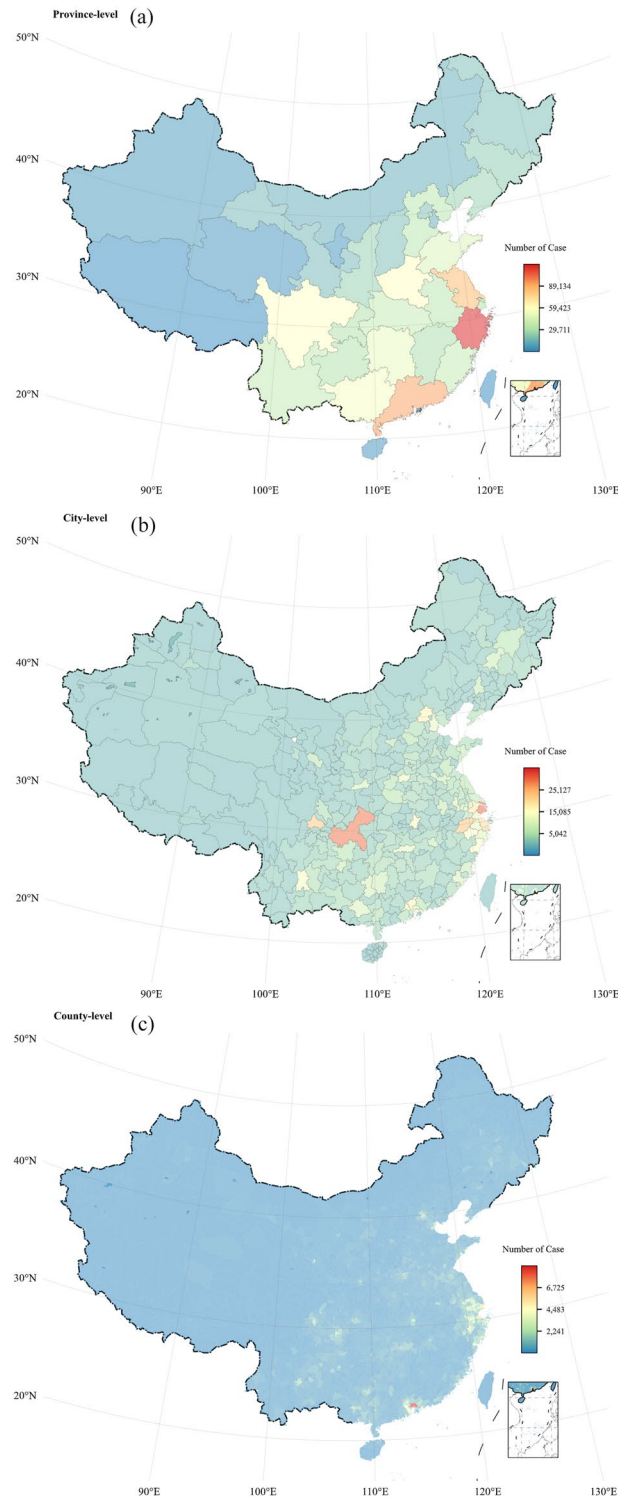 Province-level (a)
50°N
40°N
30°N
20°N
Number of Case
89,134
59,423
29,711
90°E 100°E 110°E 120°E 130°E
City-level (b)
50°N
40°N
30°N
20°N
Number of Case
25,127
15,085
5,042
90°E 100°E 110°E 120°E 130°E
County-level (c)
50°N
40°N
30°N
20°N
Number of Case
6,725
4,483
2,241
90°E 100°E 110°E 120°E 130°E